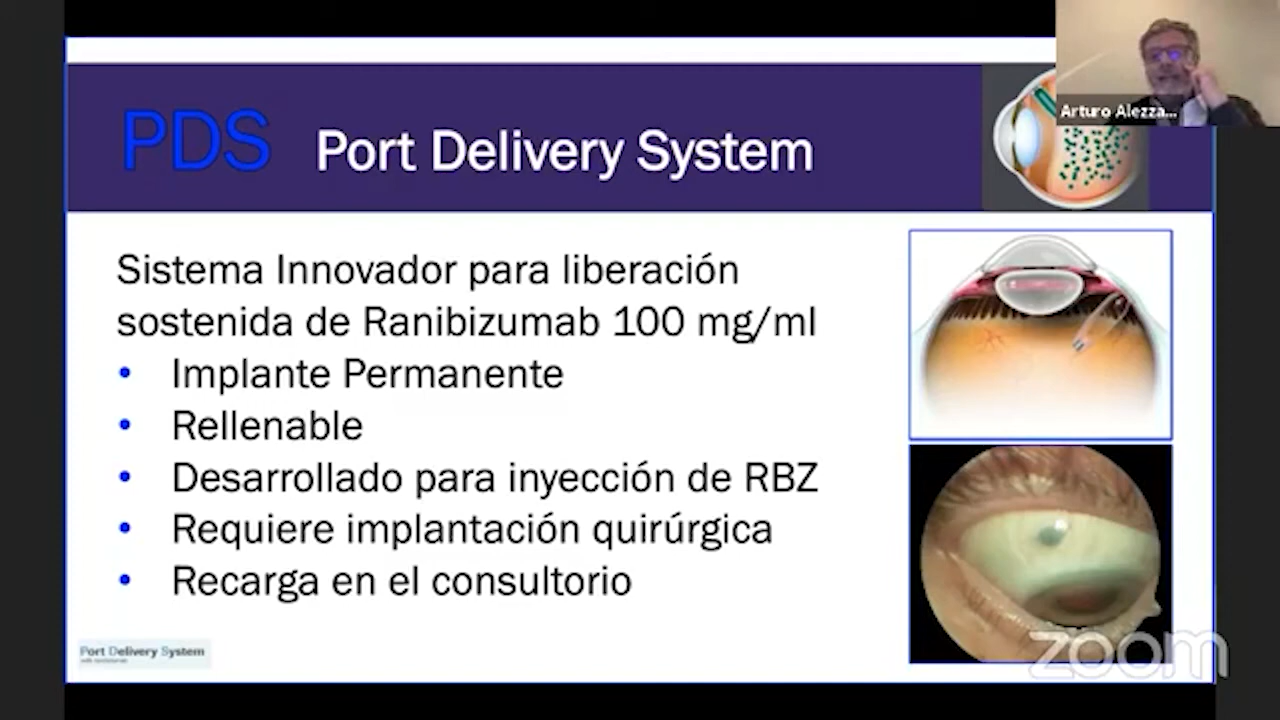 Arturo Alezza...
PDS Port Delivery System
Sistema Innovador para liberación
sostenida de Ranibizumab 100 mg/ml
• Implante Permanente
• Rellenable
• Desarrollado para inyección de RBZ
• Requiere implantación quirúrgica
• Recarga en el consultorio
Port Delivery System
zoom